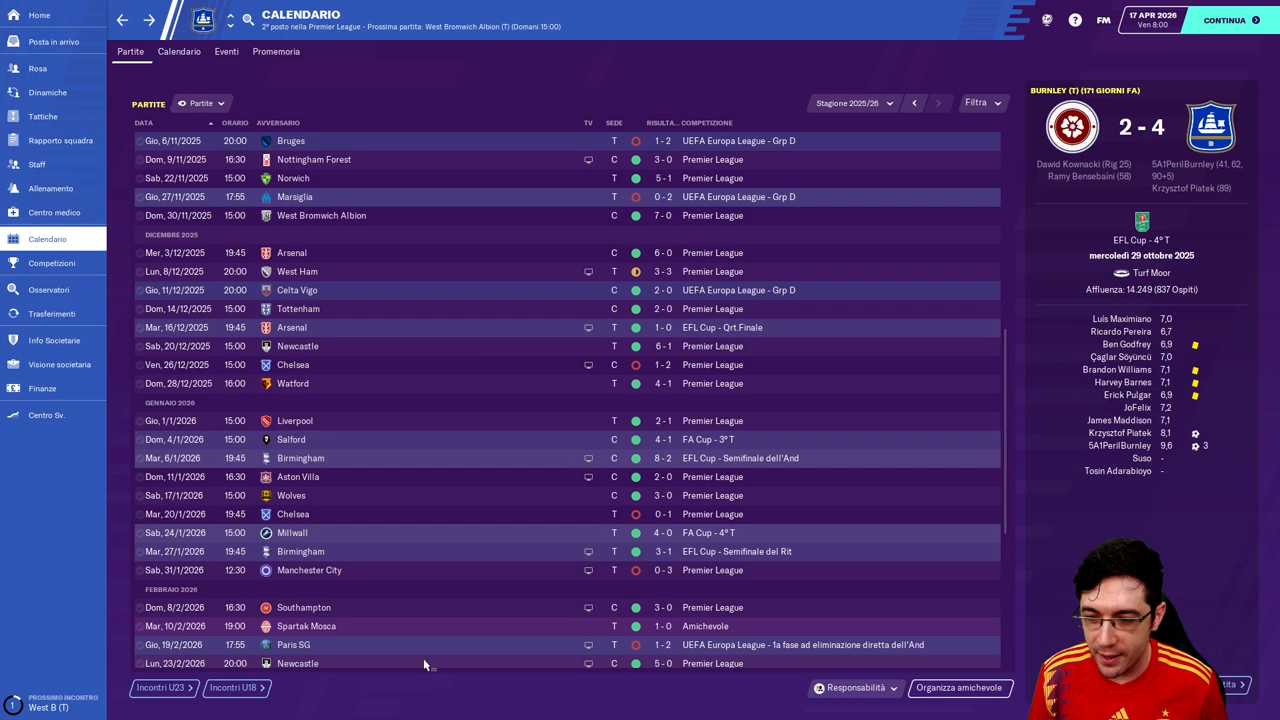 Home
Posta in arrivo
Rosa
Dinamiche
Tattiche
Rapporto squadra
Staff
Allenamento
Centro medico
Calendario
Competizioni
Osservatori
Trasferimenti
Info Societarie
Visione societaria
Finanze
Centro Sv.
PROSSIMO INCONTRO
1 West B (T)
CALENDARIO
2° posto nella Premier League - Prossima partita: West Bromwich Albion (T) (Domani 15:00)
FM
17 APR 2026
Ven 8:00
CONTINUA
Partite Calendario Eventi Promemoria
PARTITE Partite Stagione 2025/26 Filtra
DATA ORARIO AVVERSARIO TV SEDE RISULTA... COMPETIZIONE
Gio, 6/11/2025 20:00 Bruges T 1 - 2 UEFA Europa League - Grp D
Dom, 9/11/2025 16:30 Nottingham Forest C 3 - 0 Premier League
Sab, 22/11/2025 15:00 Norwich T 5 - 1 Premier League
Gio, 27/11/2025 17:55 Marsiglia T 0 - 2 UEFA Europa League - Grp D
Dom, 30/11/2025 15:00 West Bromwich Albion C 7 - 0 Premier League
DICEMBRE 2025
Mer, 3/12/2025 19:45 Arsenal C 6 - 0 Premier League
Lun, 8/12/2025 20:00 West Ham T 3 - 3 Premier League
Gio, 11/12/2025 20:00 Celta Vigo C 2 - 0 UEFA Europa League - Grp D
Dom, 14/12/2025 15:00 Tottenham C 2 - 0 Premier League
Mar, 16/12/2025 19:45 Arsenal T 1 - 0 EFL Cup - Qrt.Finale
Sab, 20/12/2025 15:00 Newcastle T 6 - 1 Premier League
Ven, 26/12/2025 15:00 Chelsea C 1 - 2 Premier League
Dom, 28/12/2025 16:00 Watford T 4 - 1 Premier League
GENNAIO 2026
Gio, 1/1/2026 15:00 Liverpool T 2 - 1 Premier League
Dom, 4/1/2026 15:00 Salford C 4 - 1 FA Cup - 3° T
Mar, 6/1/2026 19:45 Birmingham C 8 - 2 EFL Cup - Semifinale dell'And
Dom, 11/1/2026 16:30 Aston Villa C 2 - 0 Premier League
Sab, 17/1/2026 15:00 Wolves C 3 - 0 Premier League
Mar, 20/1/2026 19:45 Chelsea T 0 - 1 Premier League
Sab, 24/1/2026 15:00 Millwall T 4 - 0 FA Cup - 4° T
Mar, 27/1/2026 19:45 Birmingham T 3 - 1 EFL Cup - Semifinale del Rit
Sab, 31/1/2026 12:30 Manchester City T 0 - 3 Premier League
FEBBRAIO 2026
Dom, 8/2/2026 16:30 Southampton C 3 - 0 Premier League
Mar, 10/2/2026 19:00 Spartak Mosca T 1 - 0 Amichevole
Gio, 19/2/2026 17:55 Paris SG T 1 - 2 UEFA Europa League - 1a fase ad eliminazione diretta dell'And
Lun, 23/2/2026 20:00 Newcastle C 5 - 0 Premier League
Incontri U23 Incontri U18 Responsabilità Organizza amichevole
BURNLEY (T) (171 GIORNI FA)
2 - 4
Dawid Kownacki (Rig 25)
Ramy Bensebaïni (58)
5A1PerilBurnley (41, 62,
90+5)
Krzysztof Piatek (89)
EFL Cup - 4° T
mercoledì 29 ottobre 2025
Turf Moor
Affluenza: 14.249 (837 Ospiti)
Luís Maximiano 7,0
Ricardo Pereira 6,7
Ben Godfrey 6,9
Çaglar Söyüncü 7,0
Brandon Williams 7,1
Harvey Barnes 7,1
Erick Pulgar 6,9
JoFelix 7,2
James Maddison 7,1
Krzysztof Piatek 8,1
5A1PerilBurnley 9,6 3
Suso -
Tosin Adarabioyo -